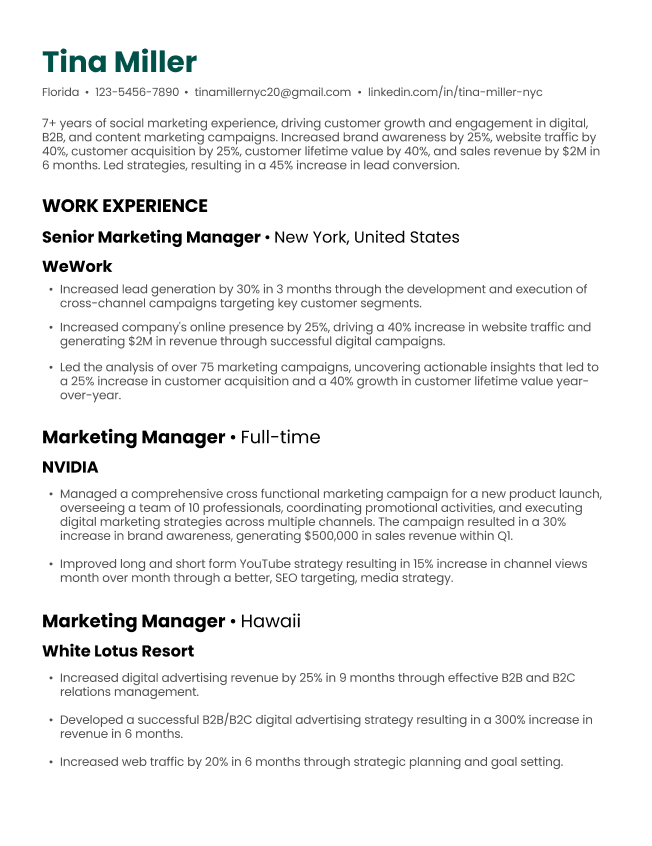 Tina Miller
Florida • 123-5456-7890 • tinamillernyc20@gmail.com • linkedin.com/in/tina-miller-nyc
7+ years of social marketing experience, driving customer growth and engagement in digital,
B2B, and content marketing campaigns. Increased brand awareness by 25%, website traffic by
40%, customer acquisition by 25%, customer lifetime value by 40%, and sales revenue by $2M in
6 months. Led strategies, resulting in a 45% increase in lead conversion.
WORK EXPERIENCE
Senior Marketing Manager • New York, United States
WeWork
• Increased lead generation by 30% in 3 months through the development and execution of
cross-channel campaigns targeting key customer segments.
• Increased company's online presence by 25%, driving a 40% increase in website traffic and
generating $2M in revenue through successful digital campaigns.
• Led the analysis of over 75 marketing campaigns, uncovering actionable insights that led to
a 25% increase in customer acquisition and a 40% growth in customer lifetime value year-
over-year.
Marketing Manager • Full-time
NVIDIA
• Managed a comprehensive cross functional marketing campaign for a new product launch,
overseeing a team of 10 professionals, coordinating promotional activities, and executing
digital marketing strategies across multiple channels. The campaign resulted in a 30%
increase in brand awareness, generating $500,000 in sales revenue within Q1.
• Improved long and short form YouTube strategy resulting in 15% increase in channel views
month over month through a better, SEO targeting, media strategy.
Marketing Manager • Hawaii
White Lotus Resort
• Increased digital advertising revenue by 25% in 9 months through effective B2B and B2C
relations management.
• Developed a successful B2B/B2C digital advertising strategy resulting in a 300% increase in
revenue in 6 months.
• Increased web traffic by 20% in 6 months through strategic planning and goal setting.